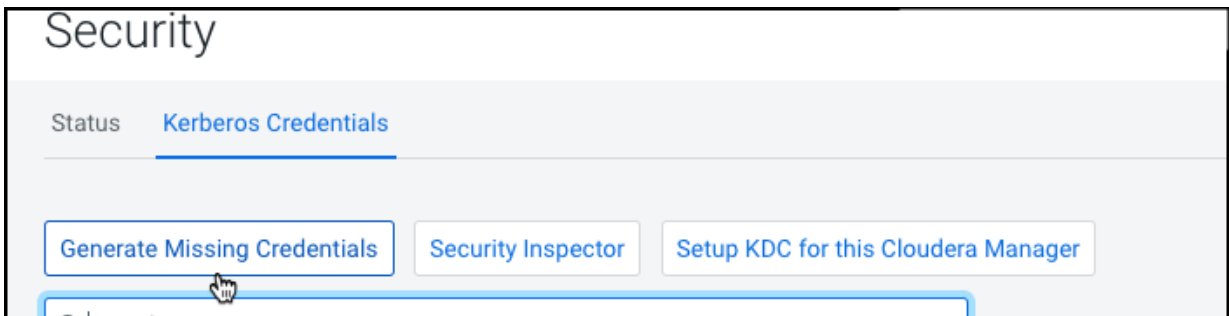 Security
Status Kerberos Credentials
Generate Missing Credentials Security Inspector Setup KDC for this Cloudera Manager